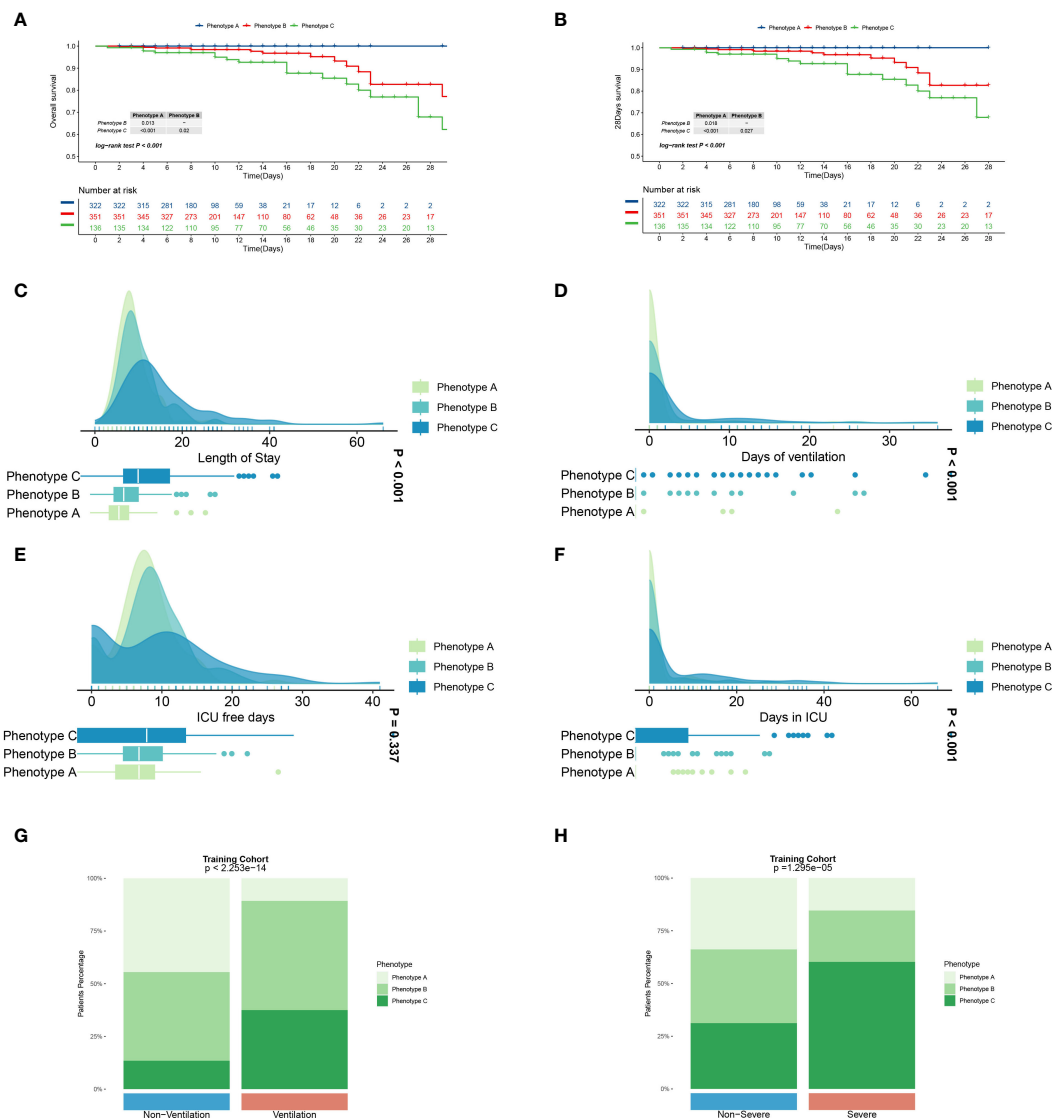 A
Phenotype A Phenotype B Phenotype C
Overall survival
1.0
0.9
0.8
0.7
0.6
0.5
Phenotype A Phenotype B
Phenotype B 0.013 –
Phenotype C <0.001 0.02
log−rank test P < 0.001
0 2 4 6 8 10 12 14 16 18 20 22 24 26 28
Time(Days)
Number at risk
322 322 315 281 180 98 59 38 21 17 12 6 2 2 2
351 351 345 327 273 201 147 110 80 62 48 36 26 23 17
136 135 134 122 110 95 77 70 56 46 35 30 23 20 13
0 2 4 6 8 10 12 14 16 18 20 22 24 26 28
Time(Days)
B
Phenotype A Phenotype B Phenotype C
28Days survival
1.0
0.9
0.8
0.7
0.6
0.5
Phenotype A Phenotype B
Phenotype B 0.018 –
Phenotype C <0.001 0.027
log−rank test P < 0.001
0 2 4 6 8 10 12 14 16 18 20 22 24 26 28
Time(Days)
Number at risk
322 322 315 281 180 98 59 38 21 17 12 6 2 2 2
351 351 345 327 273 201 147 110 80 62 48 36 26 23 17
136 135 134 122 110 95 77 70 56 46 35 30 23 20 13
0 2 4 6 8 10 12 14 16 18 20 22 24 26 28
Time(Days)
C
Phenotype A
Phenotype B
Phenotype C
0 20 40 60
Length of Stay
P < 0.001
Phenotype C
Phenotype B
Phenotype A
D
Phenotype A
Phenotype B
Phenotype C
0 10 20 30
Days of ventilation
P < 0.001
Phenotype C
Phenotype B
Phenotype A
E
Phenotype A
Phenotype B
Phenotype C
0 10 20 30 40
ICU free days
P = 0.337
Phenotype C
Phenotype B
Phenotype A
F
Phenotype A
Phenotype B
Phenotype C
0 20 40 60
Days in ICU
P < 0.001
Phenotype C
Phenotype B
Phenotype A
G
Training Cohort
p < 2.253e−14
Patients Percentage
100%
75%
50%
25%
0%
Phenotype
Phenotype A
Phenotype B
Phenotype C
Non−Ventilation Ventilation
H
Training Cohort
p =1.295e−05
Patients Percentage
100%
75%
50%
25%
0%
Phenotype
Phenotype A
Phenotype B
Phenotype C
Non−Severe Severe